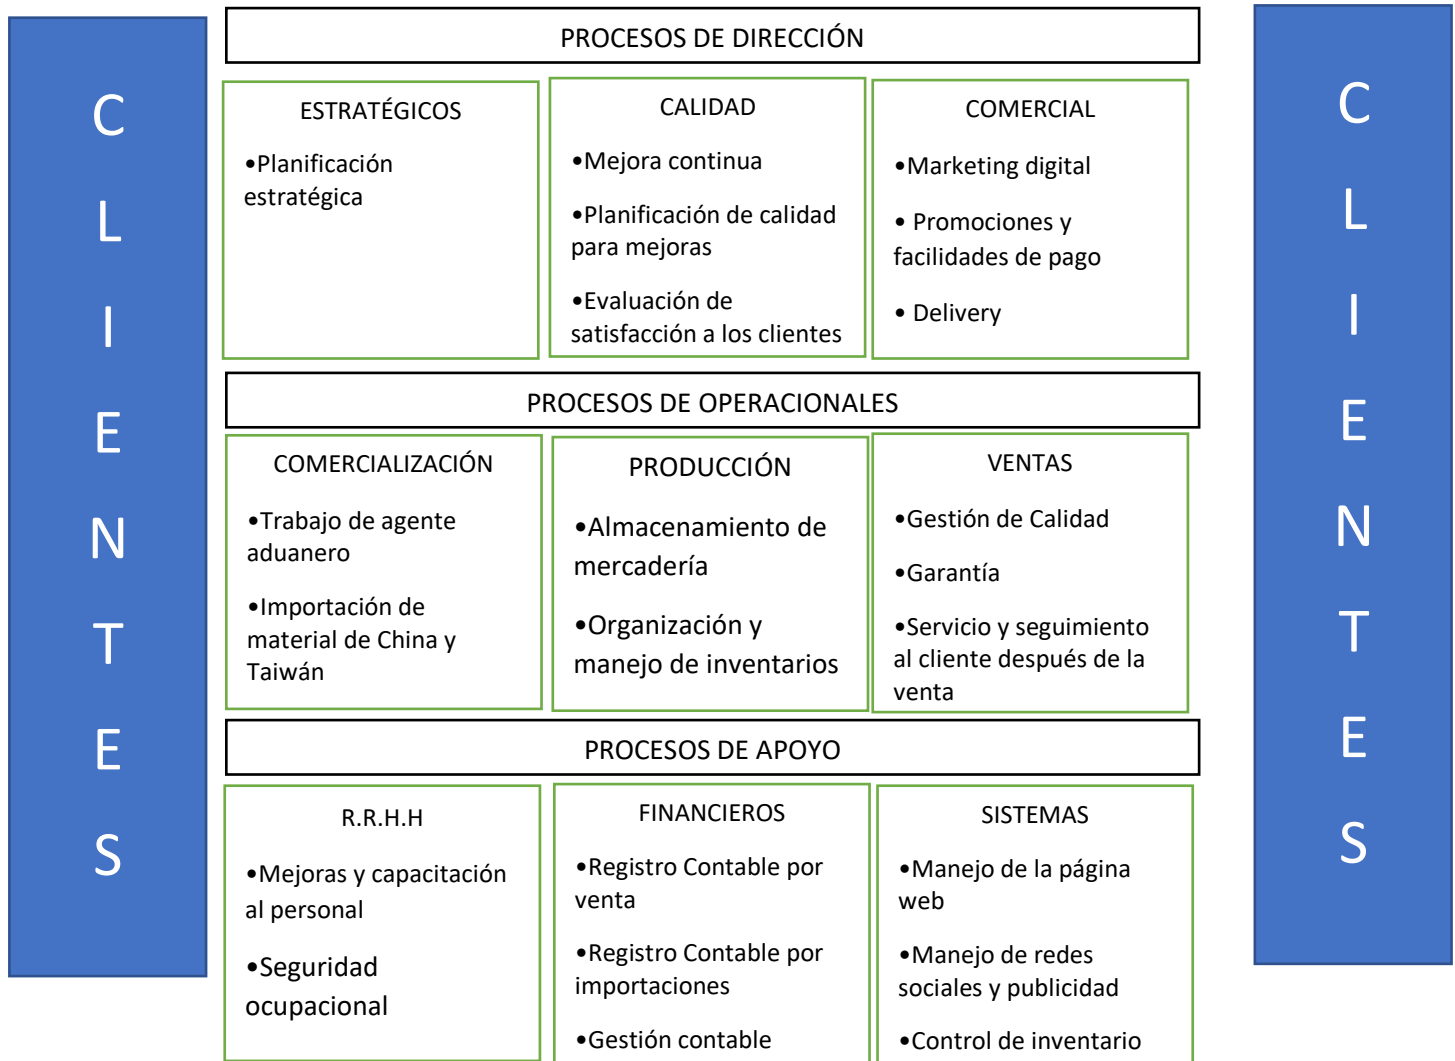 C
L
I
E
N
T
E
S
PROCESOS DE DIRECCIÓN
ESTRATÉGICOS
•Planificación
estratégica
CALIDAD
•Mejora continua
•Planificación de calidad
para mejoras
•Evaluación de
satisfacción a los clientes
COMERCIAL
•Marketing digital
• Promociones y
facilidades de pago
• Delivery
PROCESOS DE OPERACIONALES
COMERCIALIZACIÓN
•Trabajo de agente
aduanero
•Importación de
material de China y
Taiwán
PRODUCCIÓN
•Almacenamiento de
mercadería
•Organización y
manejo de inventarios
VENTAS
•Gestión de Calidad
•Garantía
•Servicio y seguimiento
al cliente después de la
venta
PROCESOS DE APOYO
R.R.H.H
•Mejoras y capacitación
al personal
•Seguridad
ocupacional
FINANCIEROS
•Registro Contable por
venta
•Registro Contable por
importaciones
•Gestión contable
SISTEMAS
•Manejo de la página
web
•Manejo de redes
sociales y publicidad
•Control de inventario
C
L
I
E
N
T
E
S